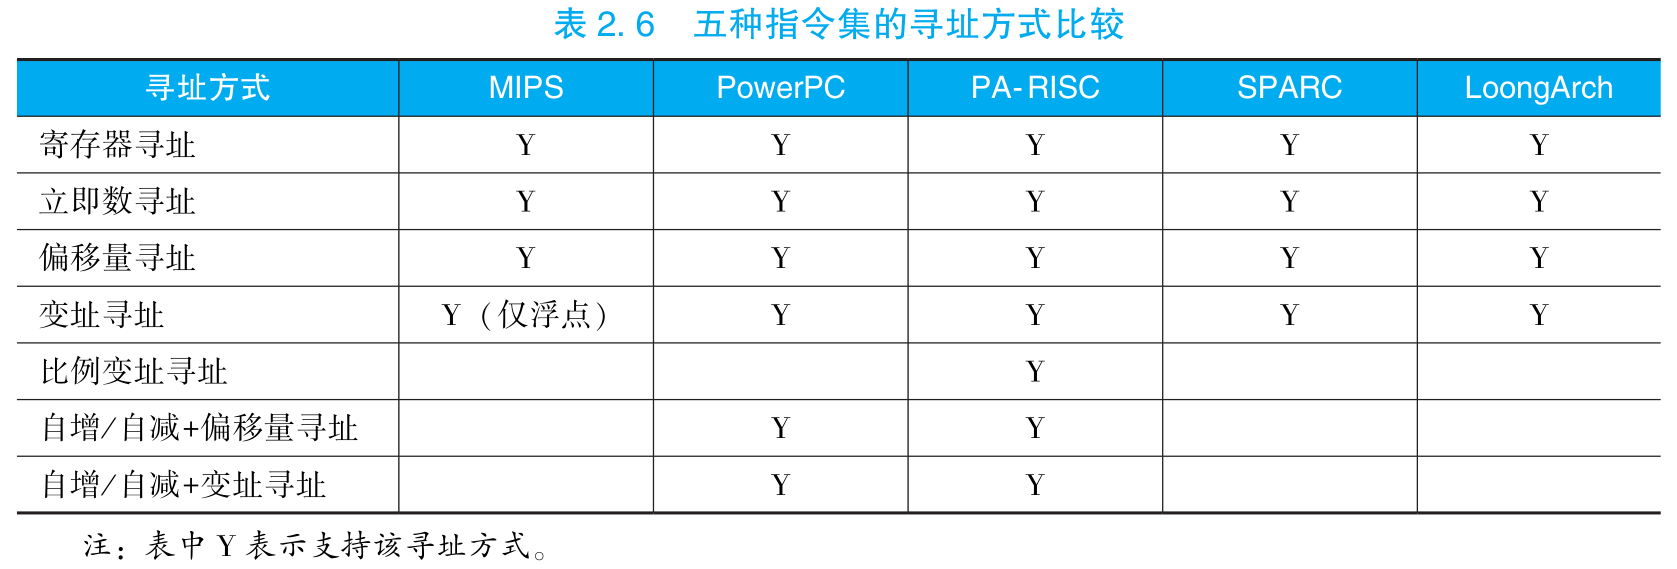 表 2. 6 五种指令集的寻址方式比较
寻址方式 MIPS PowerPC PA-RISC SPARC LoongArch
寄存器寻址 Y Y Y Y Y
立即数寻址 Y Y Y Y Y
偏移量寻址 Y Y Y Y Y
变址寻址 Y（仅浮点） Y Y Y Y
比例变址寻址 Y
自增/自减+偏移量寻址 Y Y
自增/自减+变址寻址 Y Y
注：表中 Y 表示支持该寻址方式。